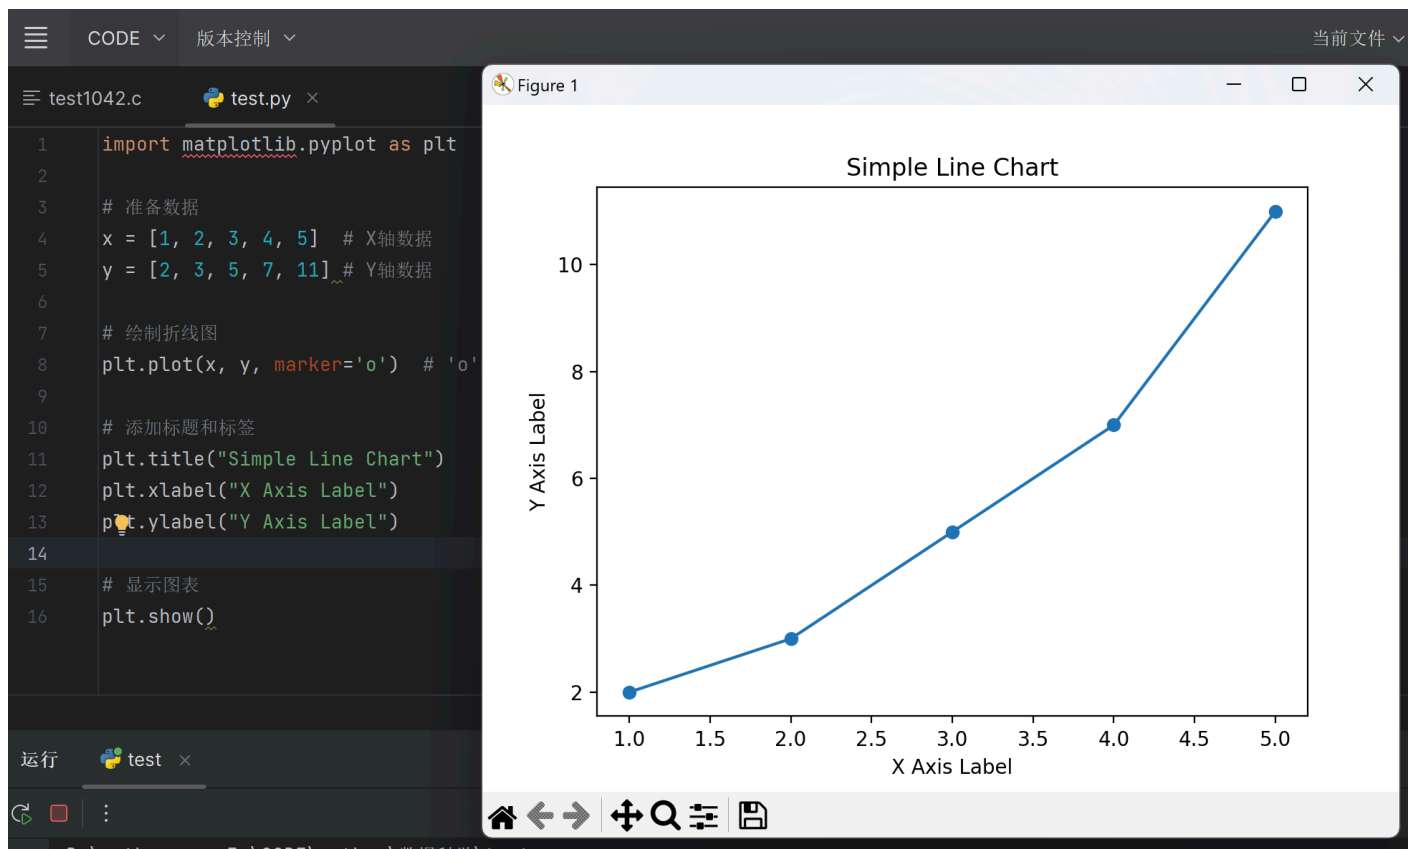 CODE 版本控制 当前文件
test1042.c test.py
Figure 1
1 import matplotlib.pyplot as plt
2
3 # 准备数据
4 x = [1, 2, 3, 4, 5]  # X轴数据
5 y = [2, 3, 5, 7, 11] # Y轴数据
6
7 # 绘制折线图
8 plt.plot(x, y, marker='o')  # 'o'
9
10 # 添加标题和标签
11 plt.title("Simple Line Chart")
12 plt.xlabel("X Axis Label")
13 plt.ylabel("Y Axis Label")
14
15 # 显示图表
16 plt.show()
Simple Line Chart
Y Axis Label
10
8
6
4
2
1.0 1.5 2.0 2.5 3.0 3.5 4.0 4.5 5.0
X Axis Label
运行 test